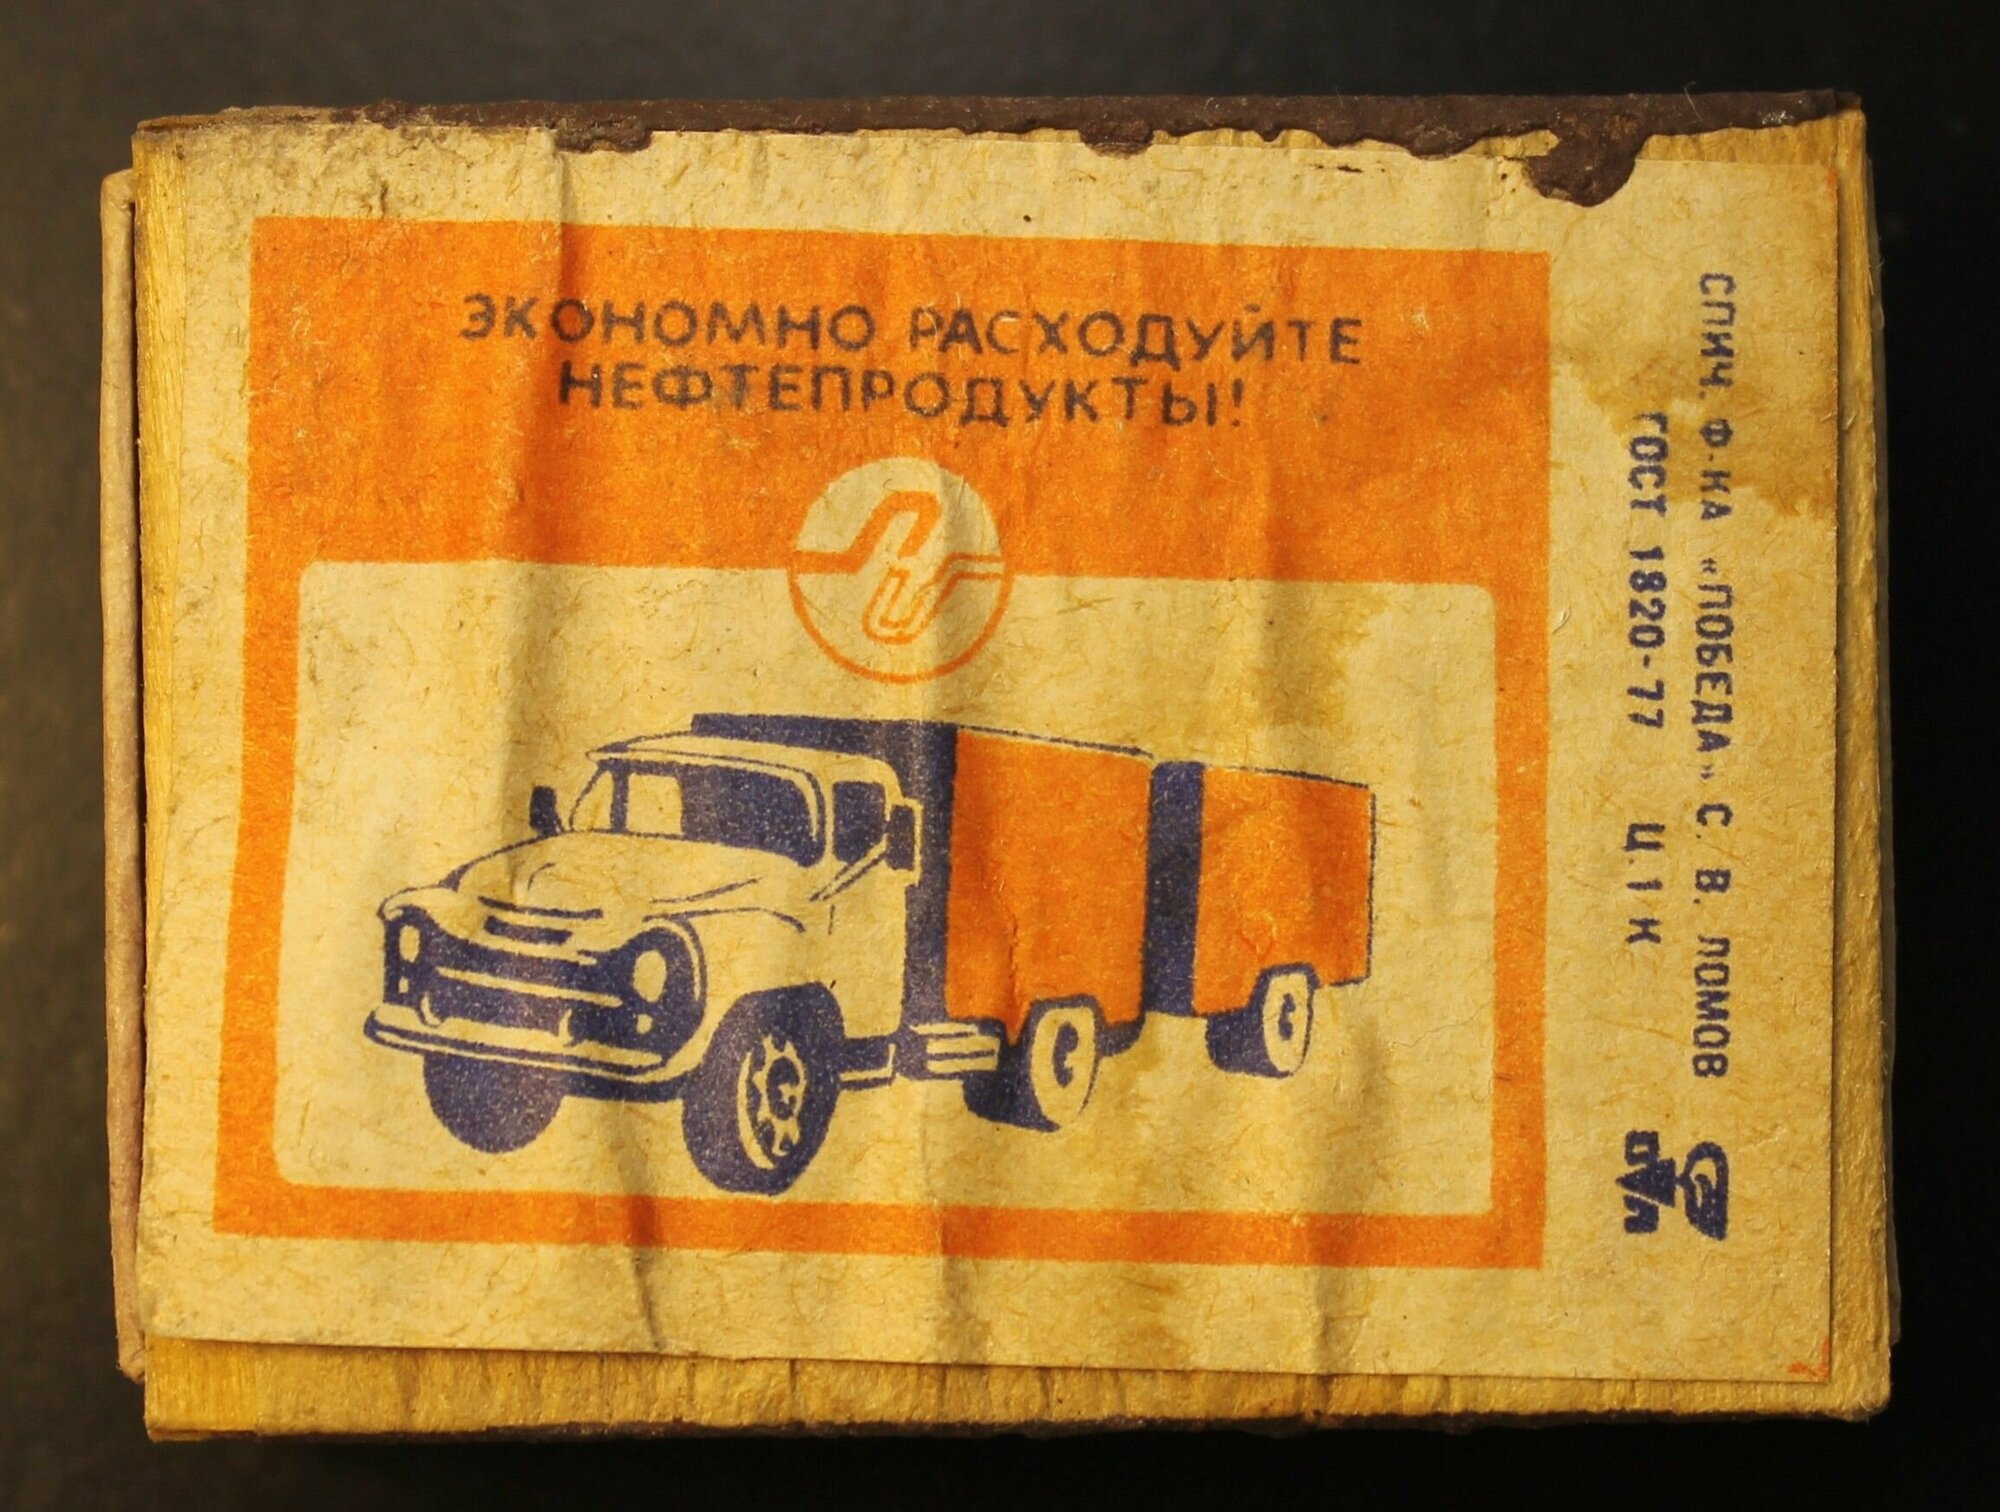 ЭКОНОМНО РАСХОДУЙТЕ
НЕФТЕПРОДУКТЫ!
СПИЧ. Ф-КА «ПОБЕДА» С. В. ЛОМОВ
ГОСТ 1820-77 Ц. 1 К